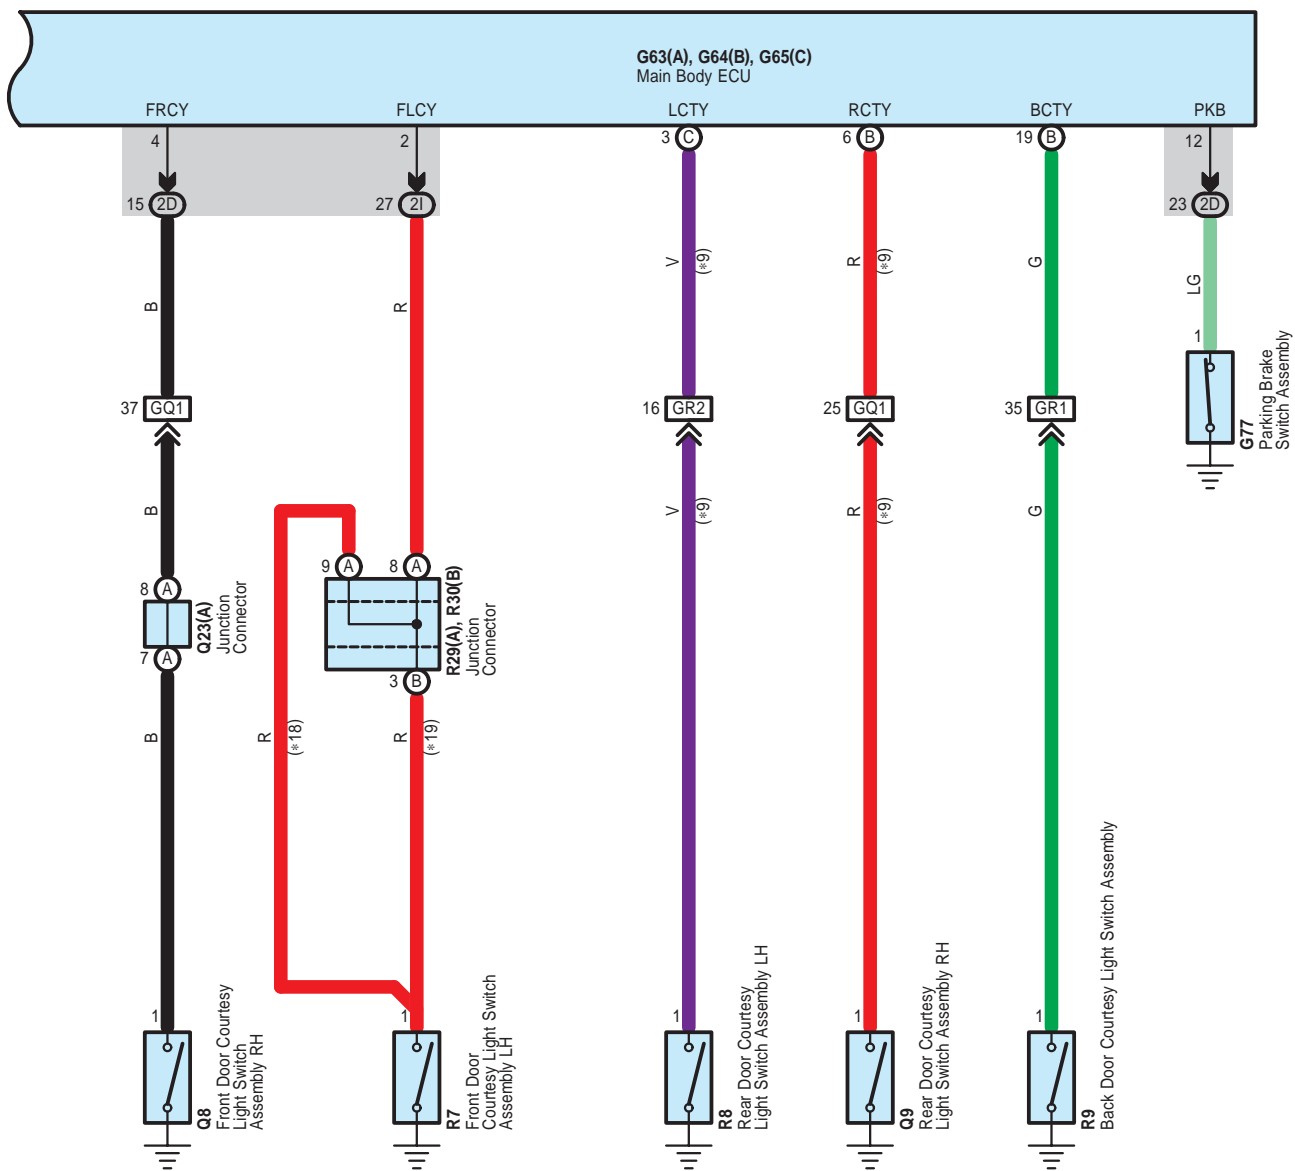 G63(A), G64(B), G65(C)
Main Body ECU
FRCY
FLCY
LCTY
RCTY
BCTY
PKB
4
2
3 C
6 B
19 B
12
15 2D
27 2I
23 2D
B
R
V
(*9)
R
(*9)
G
LG
1
G77
Parking Brake
Switch Assembly
37 GQ1
16 GR2
25 GQ1
35 GR1
B
V
(*9)
R
(*9)
G
8 A
Q23(A)
Junction
Connector
7 A
9 A
8 A
R29(A), R30(B)
Junction
Connector
3 B
B
R
(*18)
R
(*19)
1
1
1
1
1
Q8
Front Door Courtesy
Light Switch
Assembly RH
R7
Front Door
Courtesy Light Switch
Assembly LH
R8
Rear Door Courtesy
Light Switch Assembly LH
Q9
Rear Door Courtesy
Light Switch Assembly RH
R9
Back Door Courtesy Light Switch Assembly